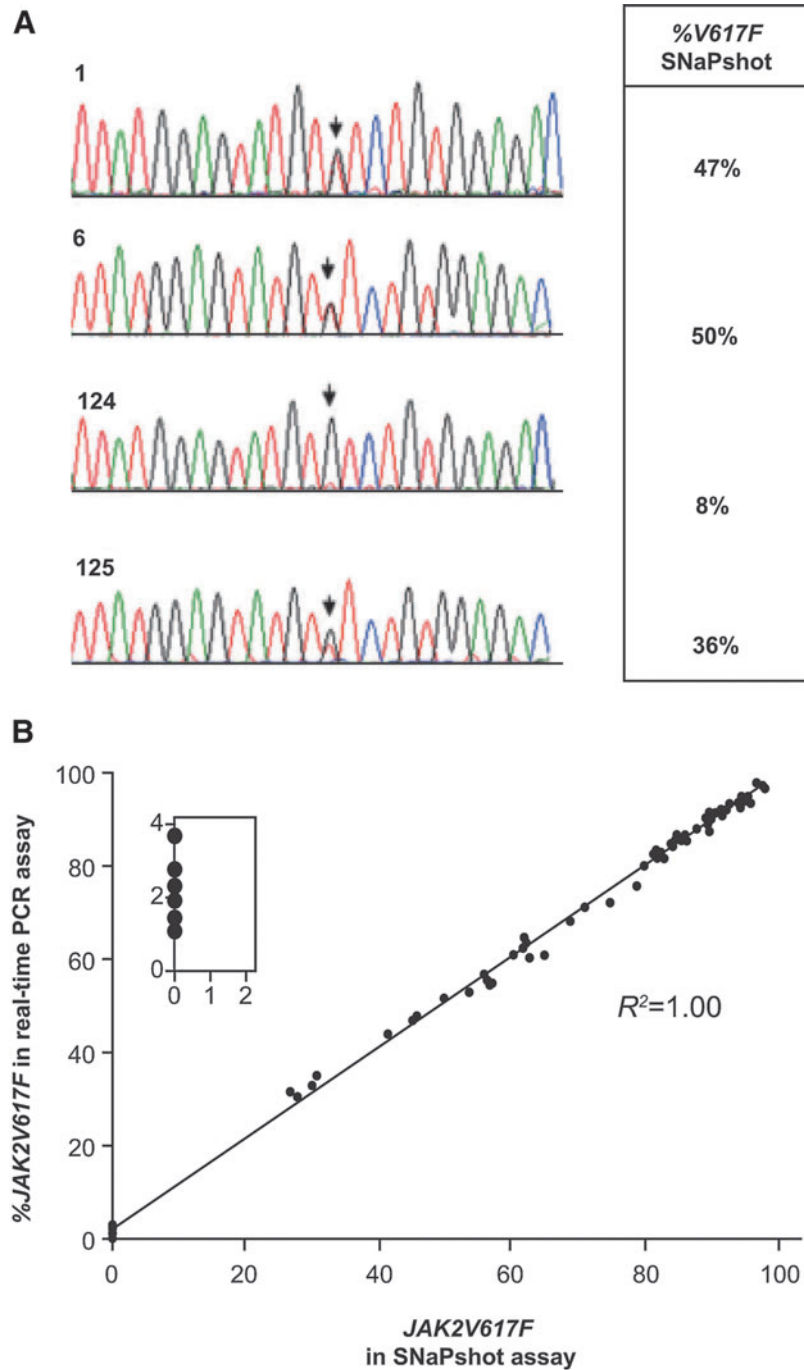 A
%V617F
SNaPshot
1
47%
6
50%
124
8%
125
36%
B
100
80
60
40
20
0
4
2
0
0 1 2
R²=1.00
%JAK2V617F in real-time PCR assay
0 20 40 60 80 100
JAK2V617F
in SNaPshot assay